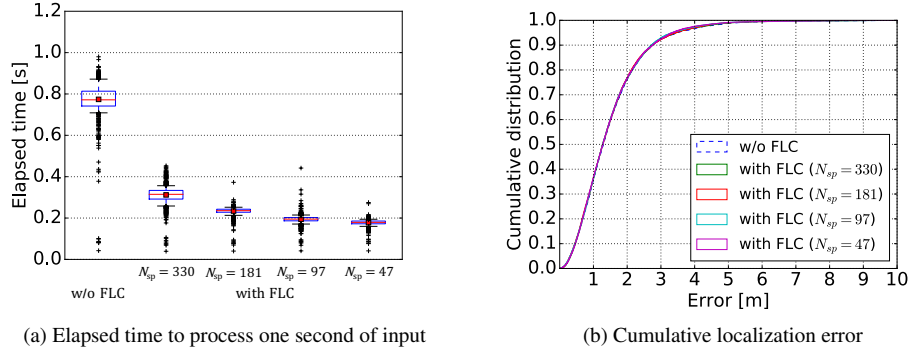 Elapsed time [s]
1.2
1.0
0.8
0.6
0.4
0.2
0.0
N_sp = 330
N_sp = 181
N_sp = 97
N_sp = 47
w/o FLC
with FLC
(a) Elapsed time to process one second of input
Cumulative distribution
1.0
0.9
0.8
0.7
0.6
0.5
0.4
0.3
0.2
0.1
0.0
w/o FLC
with FLC (N_sp = 330)
with FLC (N_sp = 181)
with FLC (N_sp = 97)
with FLC (N_sp = 47)
1 2 3 4 5 6 7 8 9 10
Error [m]
(b) Cumulative localization error